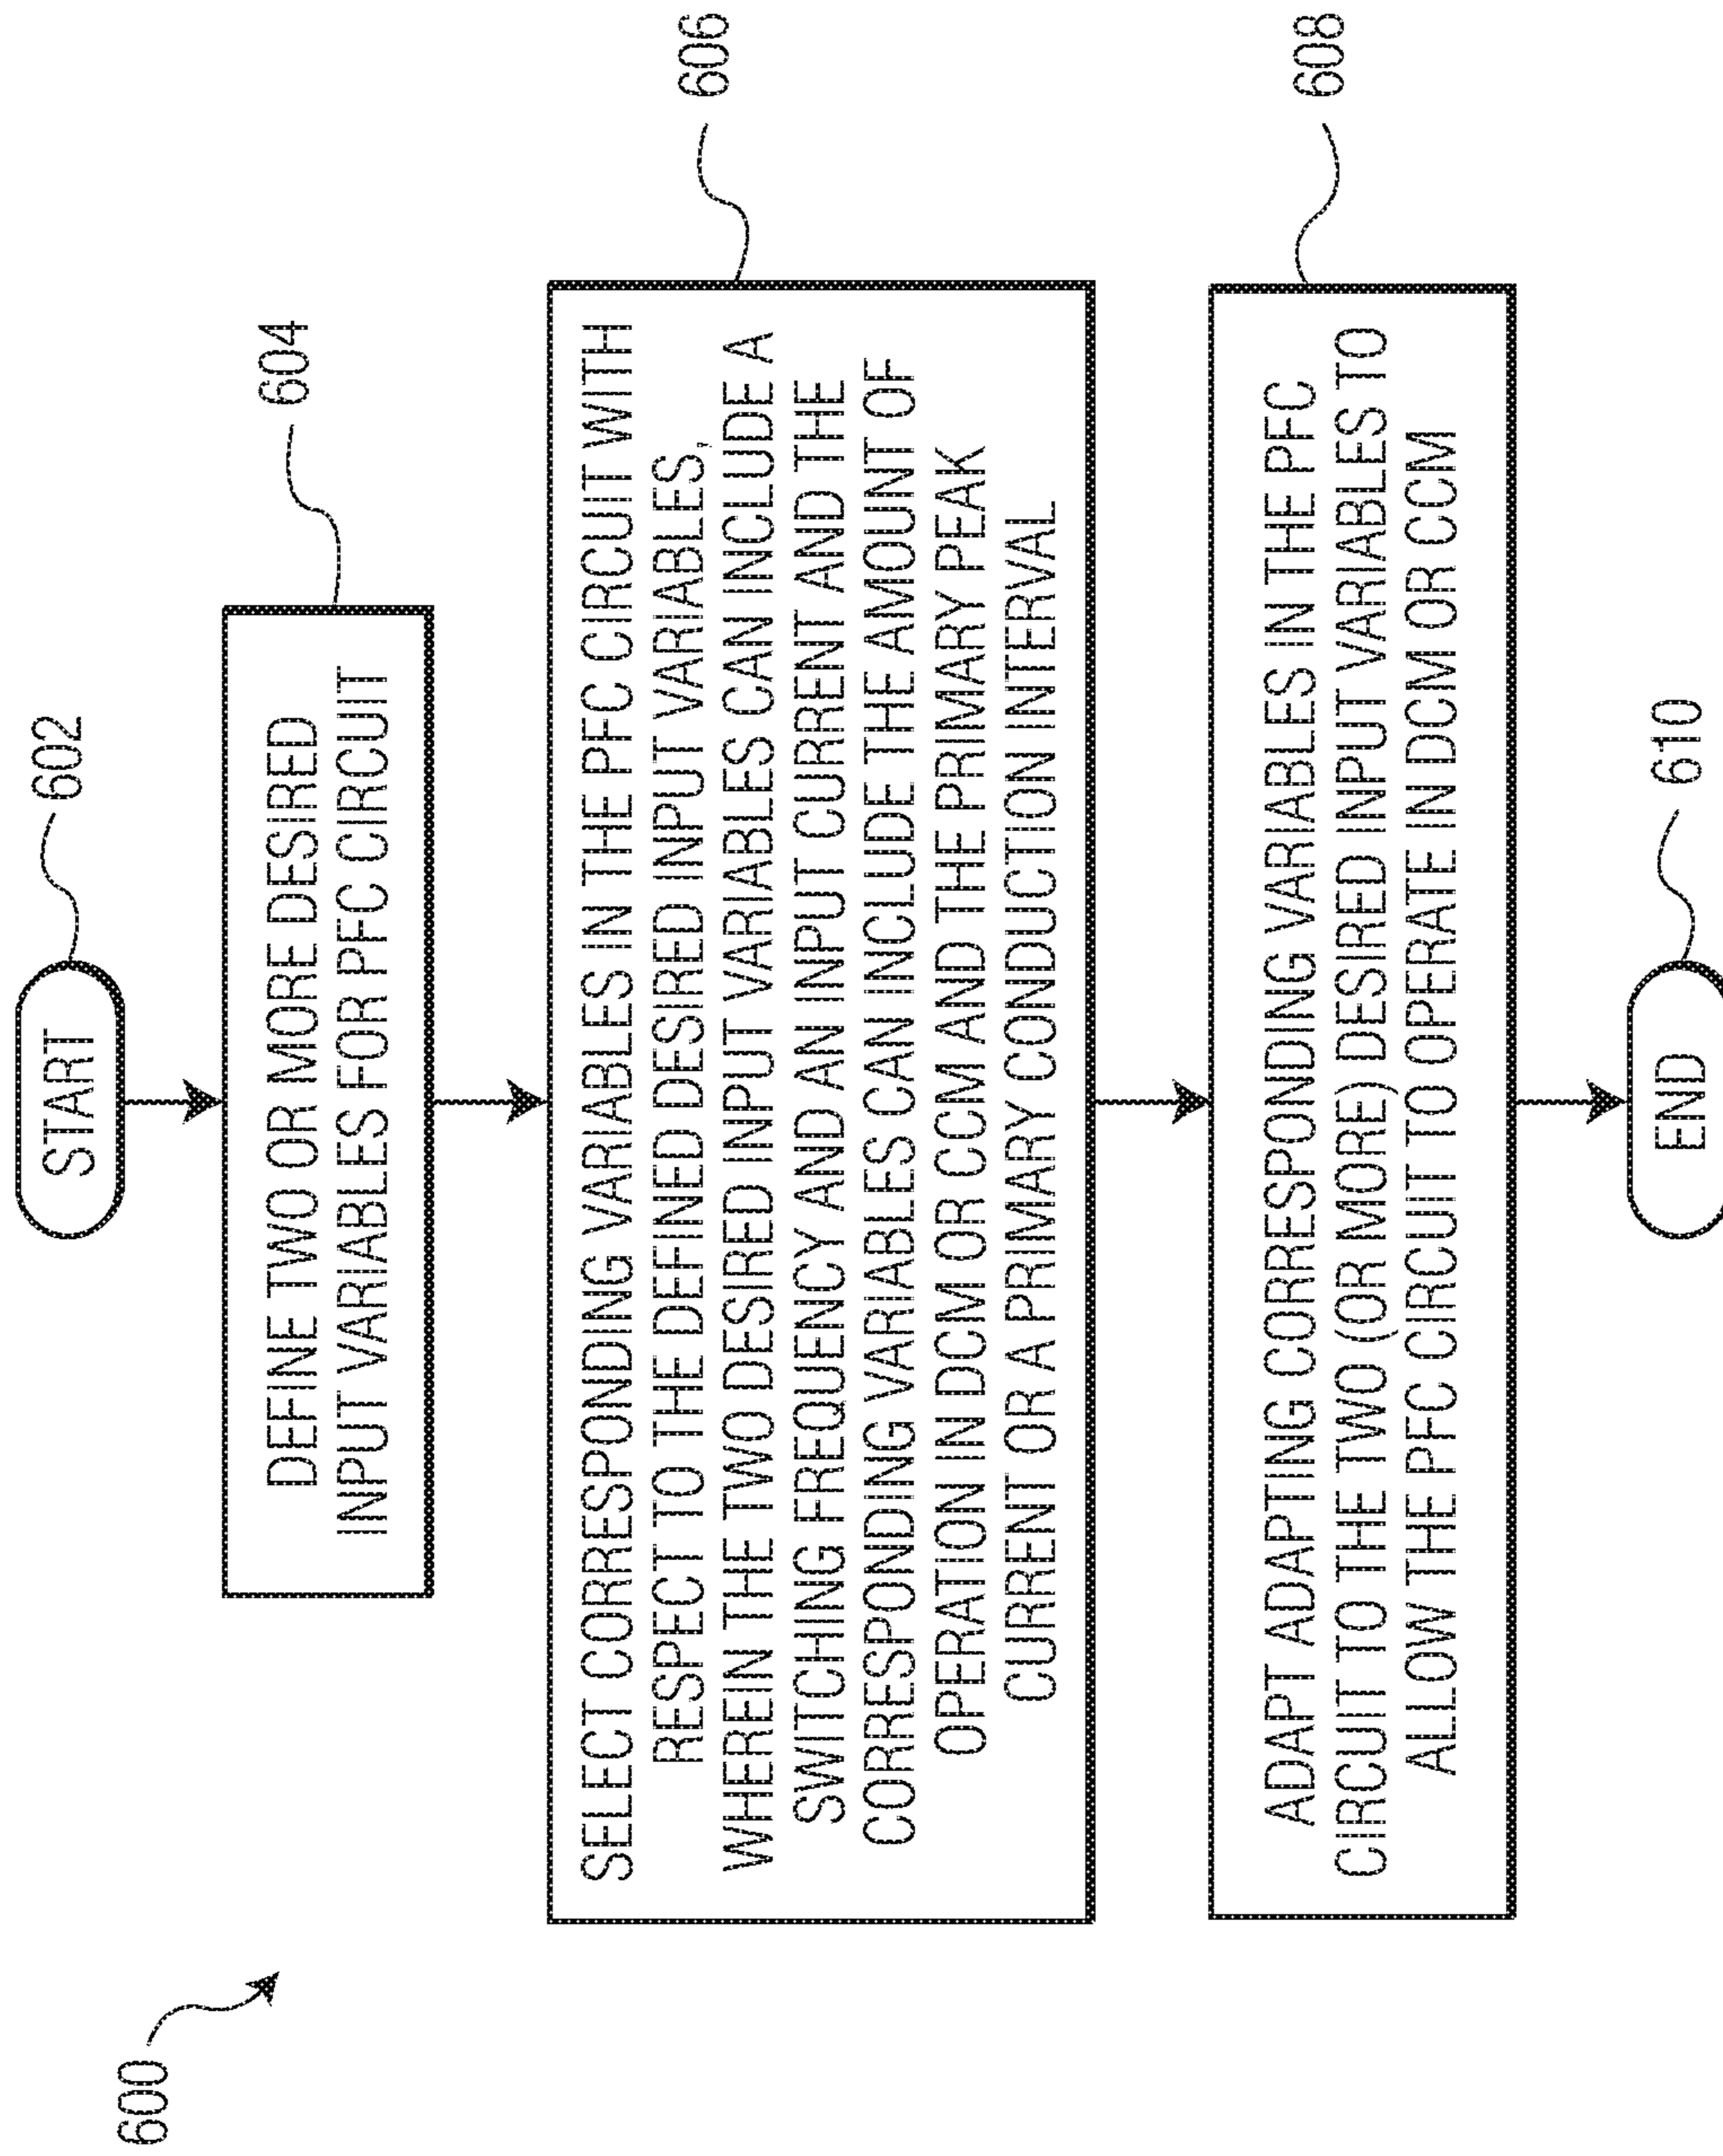 600
START
602
DEFINE TWO OR MORE DESIRED
INPUT VARIABLES FOR PFC CIRCUIT
604
SELECT CORRESPONDING VARIABLES IN THE PFC CIRCUIT WITH
RESPECT TO THE DEFINED DESIRED INPUT VARIABLES,
WHEREIN THE TWO DESIRED INPUT VARIABLES CAN INCLUDE A
SWITCHING FREQUENCY AND AN INPUT CURRENT AND THE
CORRESPONDING VARIABLES CAN INCLUDE THE AMOUNT OF
OPERATION IN DCM OR CCM AND THE PRIMARY PEAK
CURRENT OR A PRIMARY CONDUCTION INTERVAL
606
ADAPT ADAPTING CORRESPONDING VARIABLES IN THE PFC
CIRCUIT TO THE TWO (OR MORE) DESIRED INPUT VARIABLES TO
ALLOW THE PFC CIRCUIT TO OPERATE IN DCM OR CCM
608
END
610